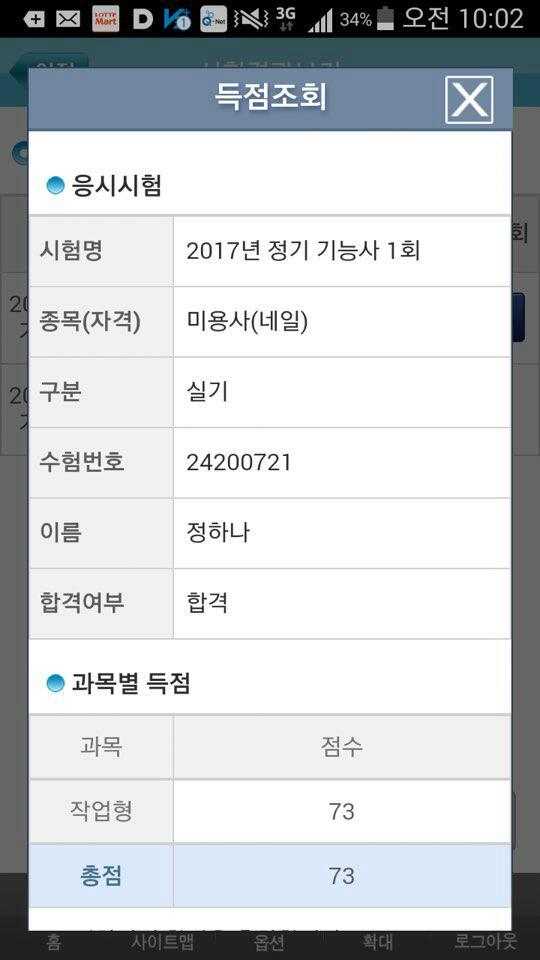 LOTTE
Mart
D
1
Q-Net
3G
34%
오전 10:02
득점조회
X
응시시험
시험명 2017년 정기 기능사 1회
종목(자격) 미용사(네일)
구분 실기
수험번호 24200721
이름 정하나
합격여부 합격
과목별 득점
과목 점수
작업형 73
총점 73
홈 사이트맵 옵션 확대 로그아웃